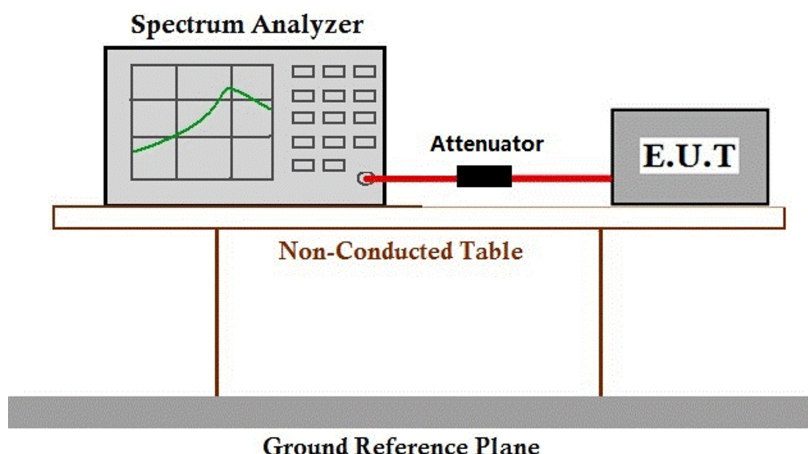 Spectrum Analyzer
Attenuator
E.U.T
Non-Conducted Table
Ground Reference Plane